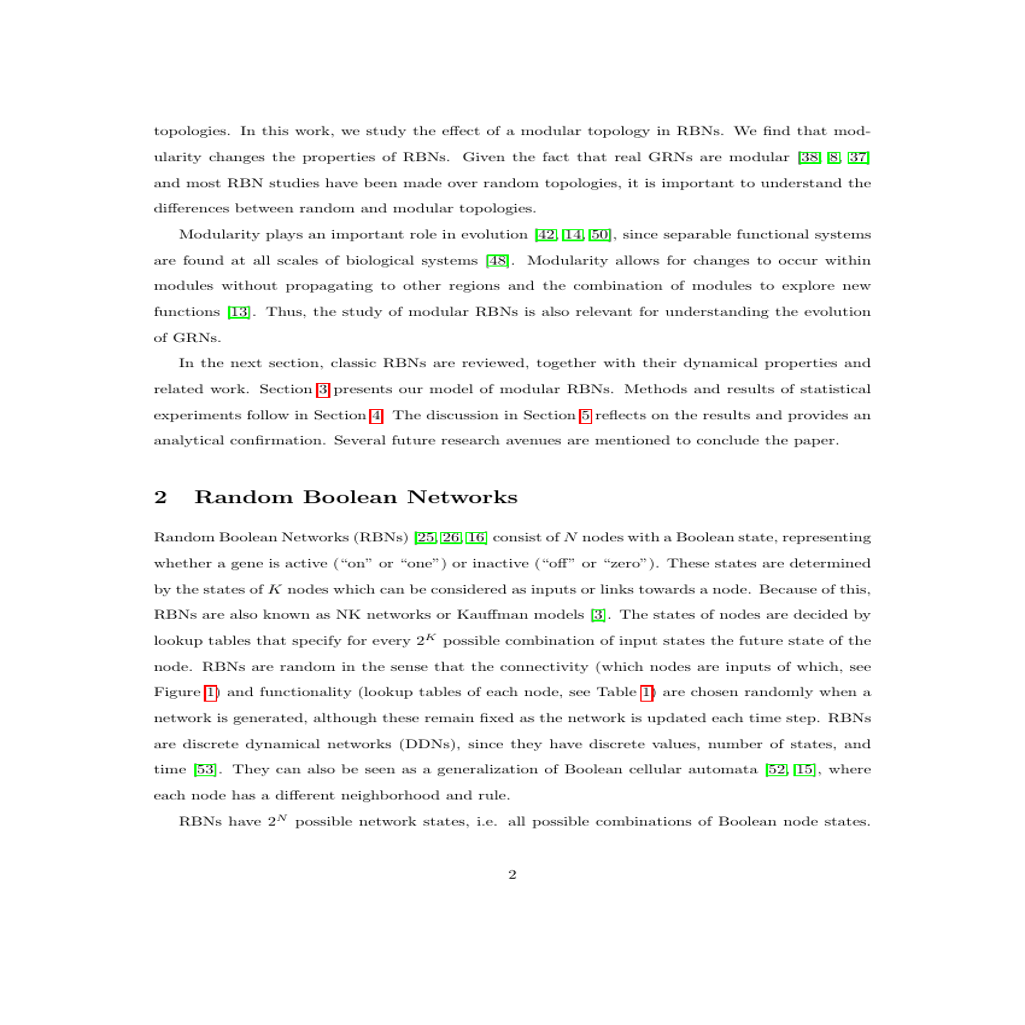 topologies. In this work, we study the effect of a modular topology in RBNs. We find that mod-
ularity changes the properties of RBNs. Given the fact that real GRNs are modular [38, 8, 37]
and most RBN studies have been made over random topologies, it is important to understand the
differences between random and modular topologies.
Modularity plays an important role in evolution [42, 14, 50], since separable functional systems
are found at all scales of biological systems [48]. Modularity allows for changes to occur within
modules without propagating to other regions and the combination of modules to explore new
functions [13]. Thus, the study of modular RBNs is also relevant for understanding the evolution
of GRNs.
In the next section, classic RBNs are reviewed, together with their dynamical properties and
related work. Section 3 presents our model of modular RBNs. Methods and results of statistical
experiments follow in Section 4. The discussion in Section 5 reflects on the results and provides an
analytical confirmation. Several future research avenues are mentioned to conclude the paper.
2 Random Boolean Networks
Random Boolean Networks (RBNs) [25, 26, 16] consist of N nodes with a Boolean state, representing
whether a gene is active (“on” or “one”) or inactive (“off” or “zero”). These states are determined
by the states of K nodes which can be considered as inputs or links towards a node. Because of this,
RBNs are also known as NK networks or Kauffman models [3]. The states of nodes are decided by
lookup tables that specify for every 2^K possible combination of input states the future state of the
node. RBNs are random in the sense that the connectivity (which nodes are inputs of which, see
Figure 1) and functionality (lookup tables of each node, see Table 1) are chosen randomly when a
network is generated, although these remain fixed as the network is updated each time step. RBNs
are discrete dynamical networks (DDNs), since they have discrete values, number of states, and
time [53]. They can also be seen as a generalization of Boolean cellular automata [52, 15], where
each node has a different neighborhood and rule.
RBNs have 2^N possible network states, i.e. all possible combinations of Boolean node states.
2